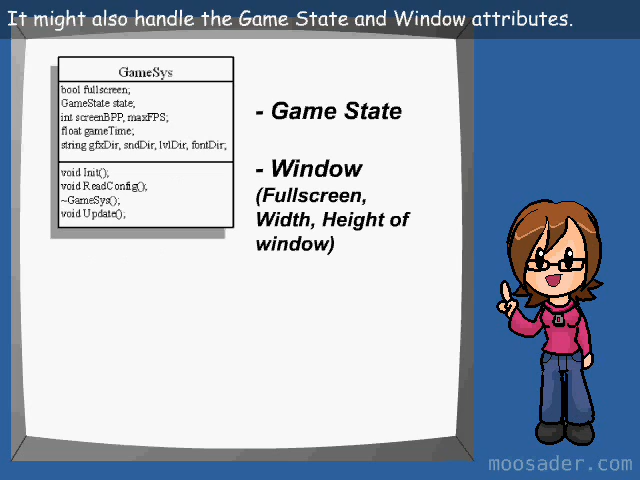 It might also handle the Game State and Window attributes.
GameSys
bool fullscreen;
GameState state;
int screenBPP, maxFPS;
float gameTime;
string gfxDir, sndDir, lvlDir, fontDir;
void Init();
void ReadConfig();
~GameSys();
void Update();
- Game State
- Window
(Fullscreen,
Width, Height of
window)
moosader.com